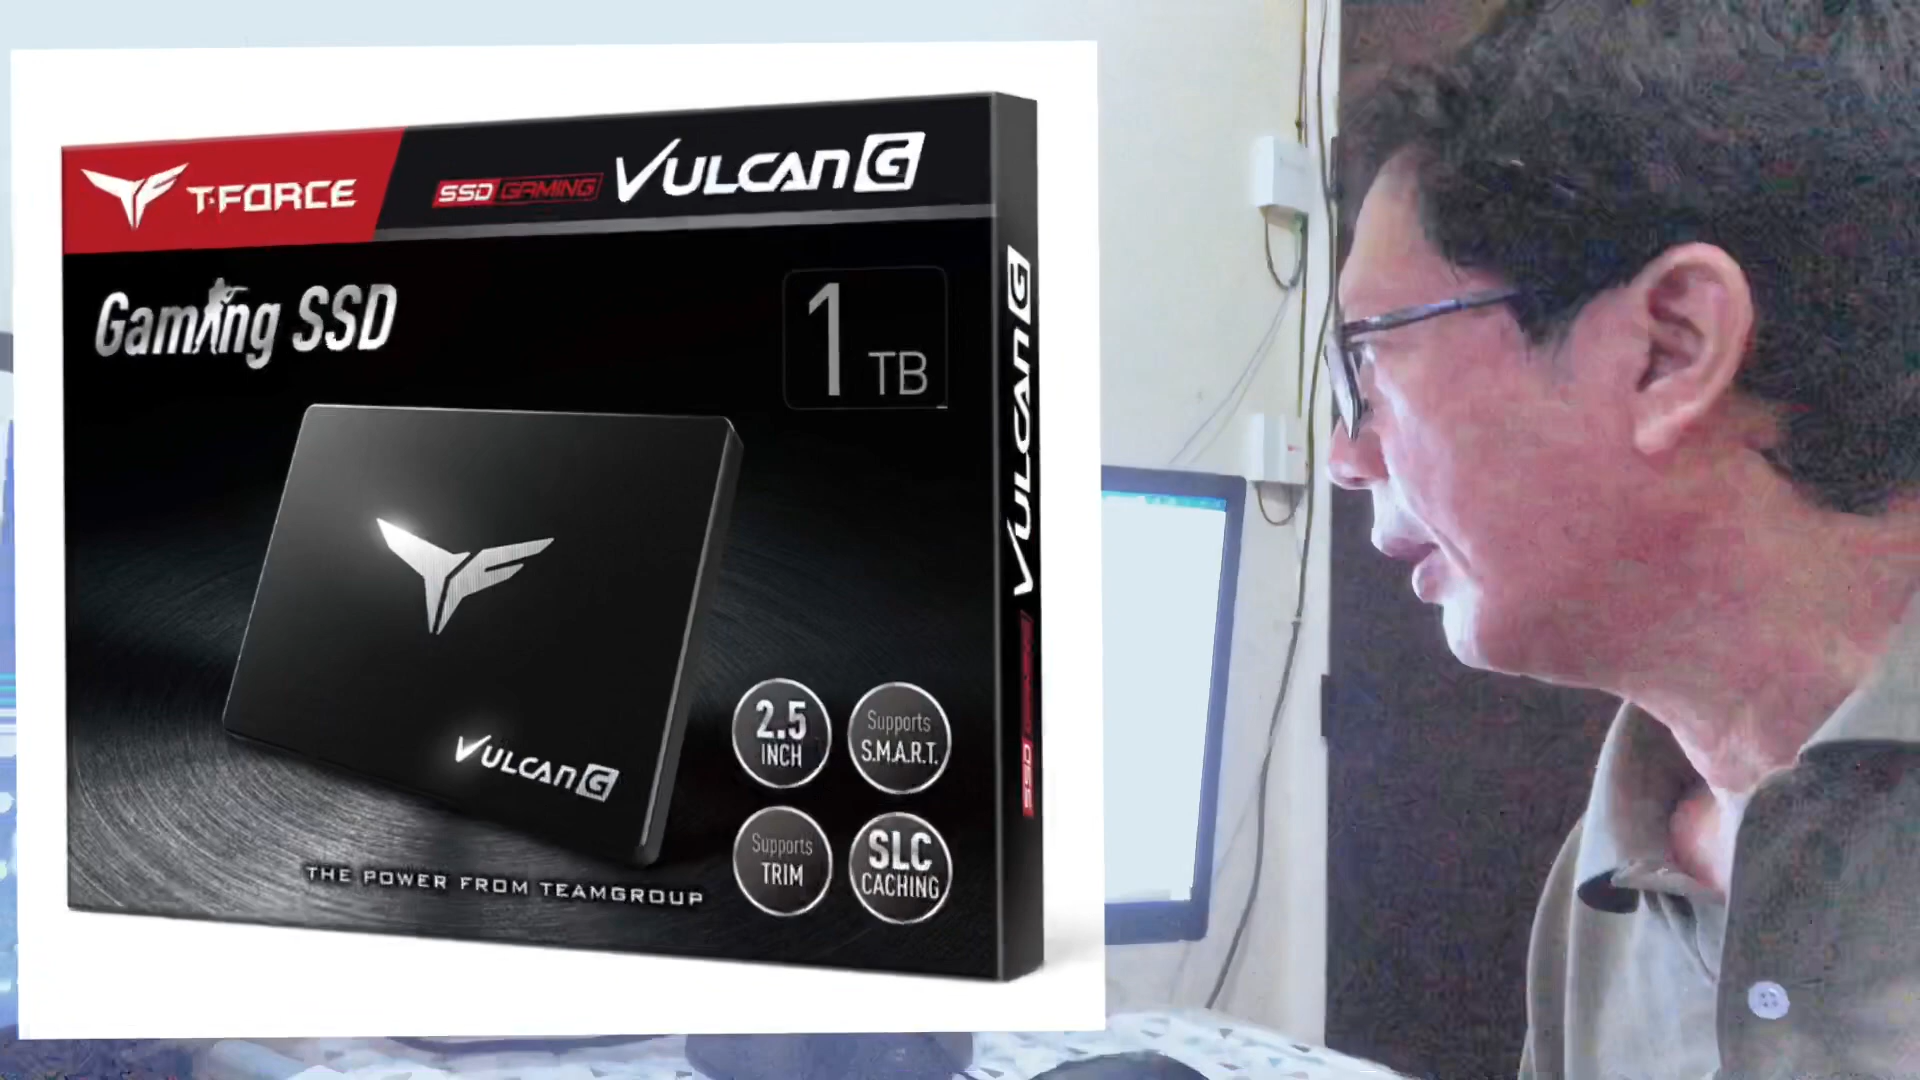 T-FORCE
SSD GAMING VULCAN G
Gaming SSD
1 TB
VULCAN G
2.5 INCH
Supports S.M.A.R.T.
Supports TRIM
SLC CACHING
THE POWER FROM TEAMGROUP
VULCAN G
SSD GAMING